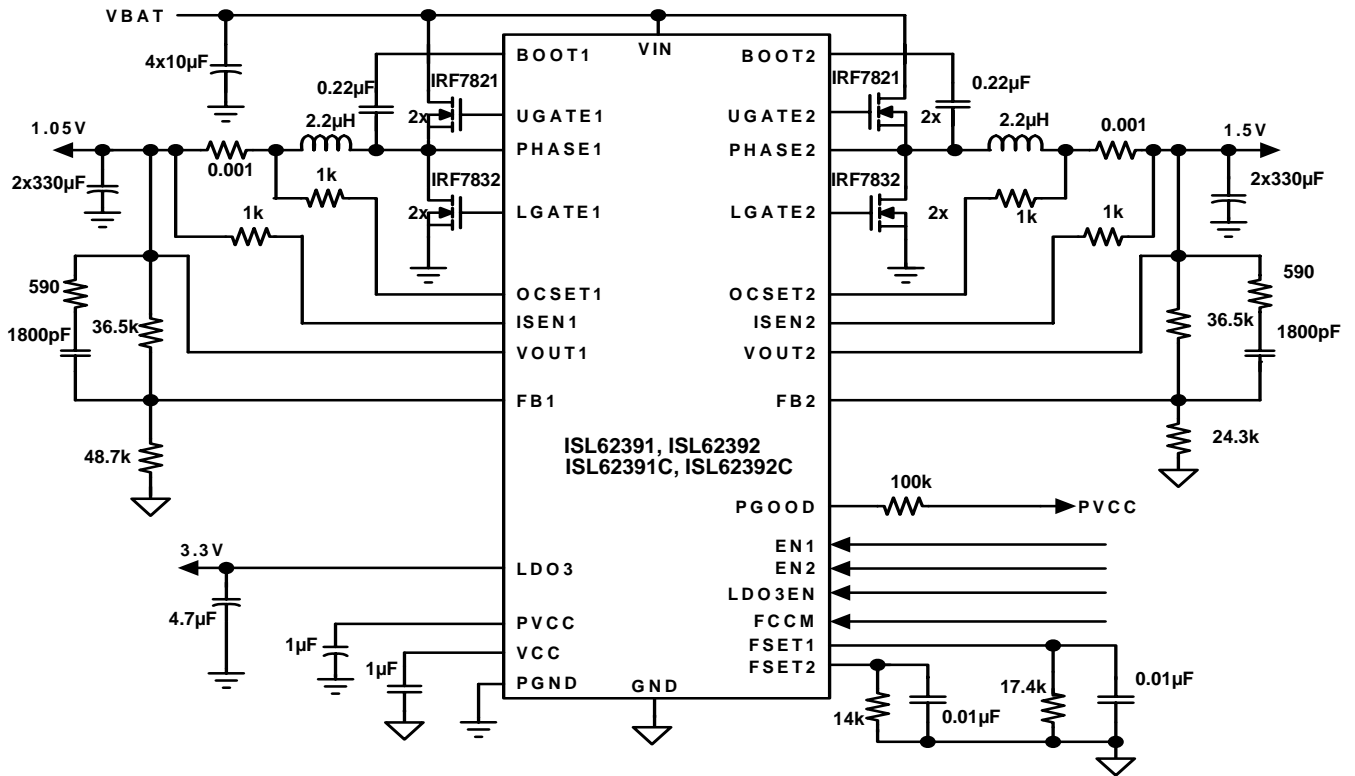 VBAT
4x10µF
VIN
BOOT1
BOOT2
0.22µF
IRF7821
IRF7821
0.22µF
UGATE1
UGATE2
2x
2x
1.05V
2.2µH
PHASE1
PHASE2
2.2µH
0.001
1.5V
0.001
2x330µF
1k
IRF7832
IRF7832
2x330µF
1k
2x
LGATE1
LGATE2
2x
1k
1k
590
OCSET1
OCSET2
590
1800pF
36.5k
ISEN1
ISEN2
36.5k
1800pF
VOUT1
VOUT2
FB1
FB2
48.7k
24.3k
ISL62391, ISL62392
ISL62391C, ISL62392C
100k
PGOOD
PVCC
EN1
3.3V
LDO3
EN2
LDO3EN
4.7µF
FCCM
PVCC
1µF
FSET1
VCC
FSET2
1µF
PGND
GND
14k
0.01µF
17.4k
0.01µF